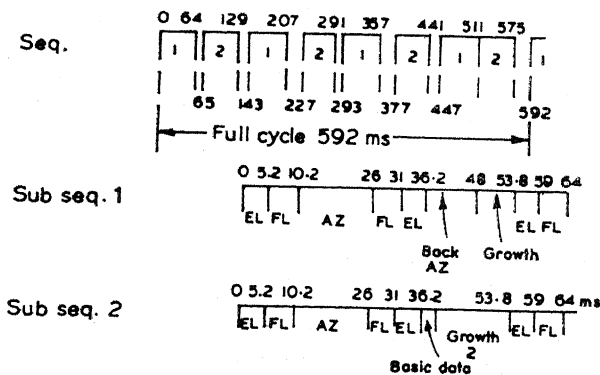 0 64 129 207 291 357 441 511 575
Seq.
1 2 1 2 1 2 1 2 1
65 143 227 293 377 447 592
Full cycle 592 ms
0 5.2 10.2 26 31 36.2 48 53.8 59 64
Sub seq. 1
EL FL AZ FL EL EL FL
Back AZ
Growth
0 5.2 10.2 26 31 36.2 53.8 59 64 ms
Sub seq. 2
EL FL AZ FL EL Growth 2 EL FL
Basic data